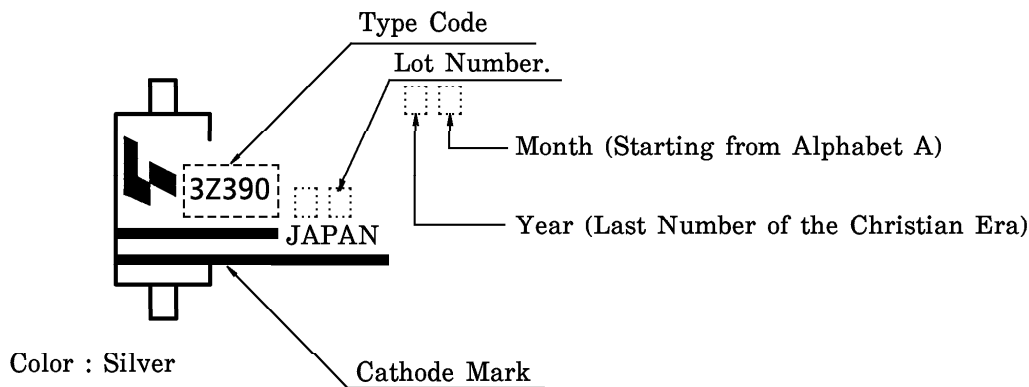 Type Code
Lot Number.
Month (Starting from Alphabet A)
3Z390
Year (Last Number of the Christian Era)
JAPAN
Color : Silver
Cathode Mark